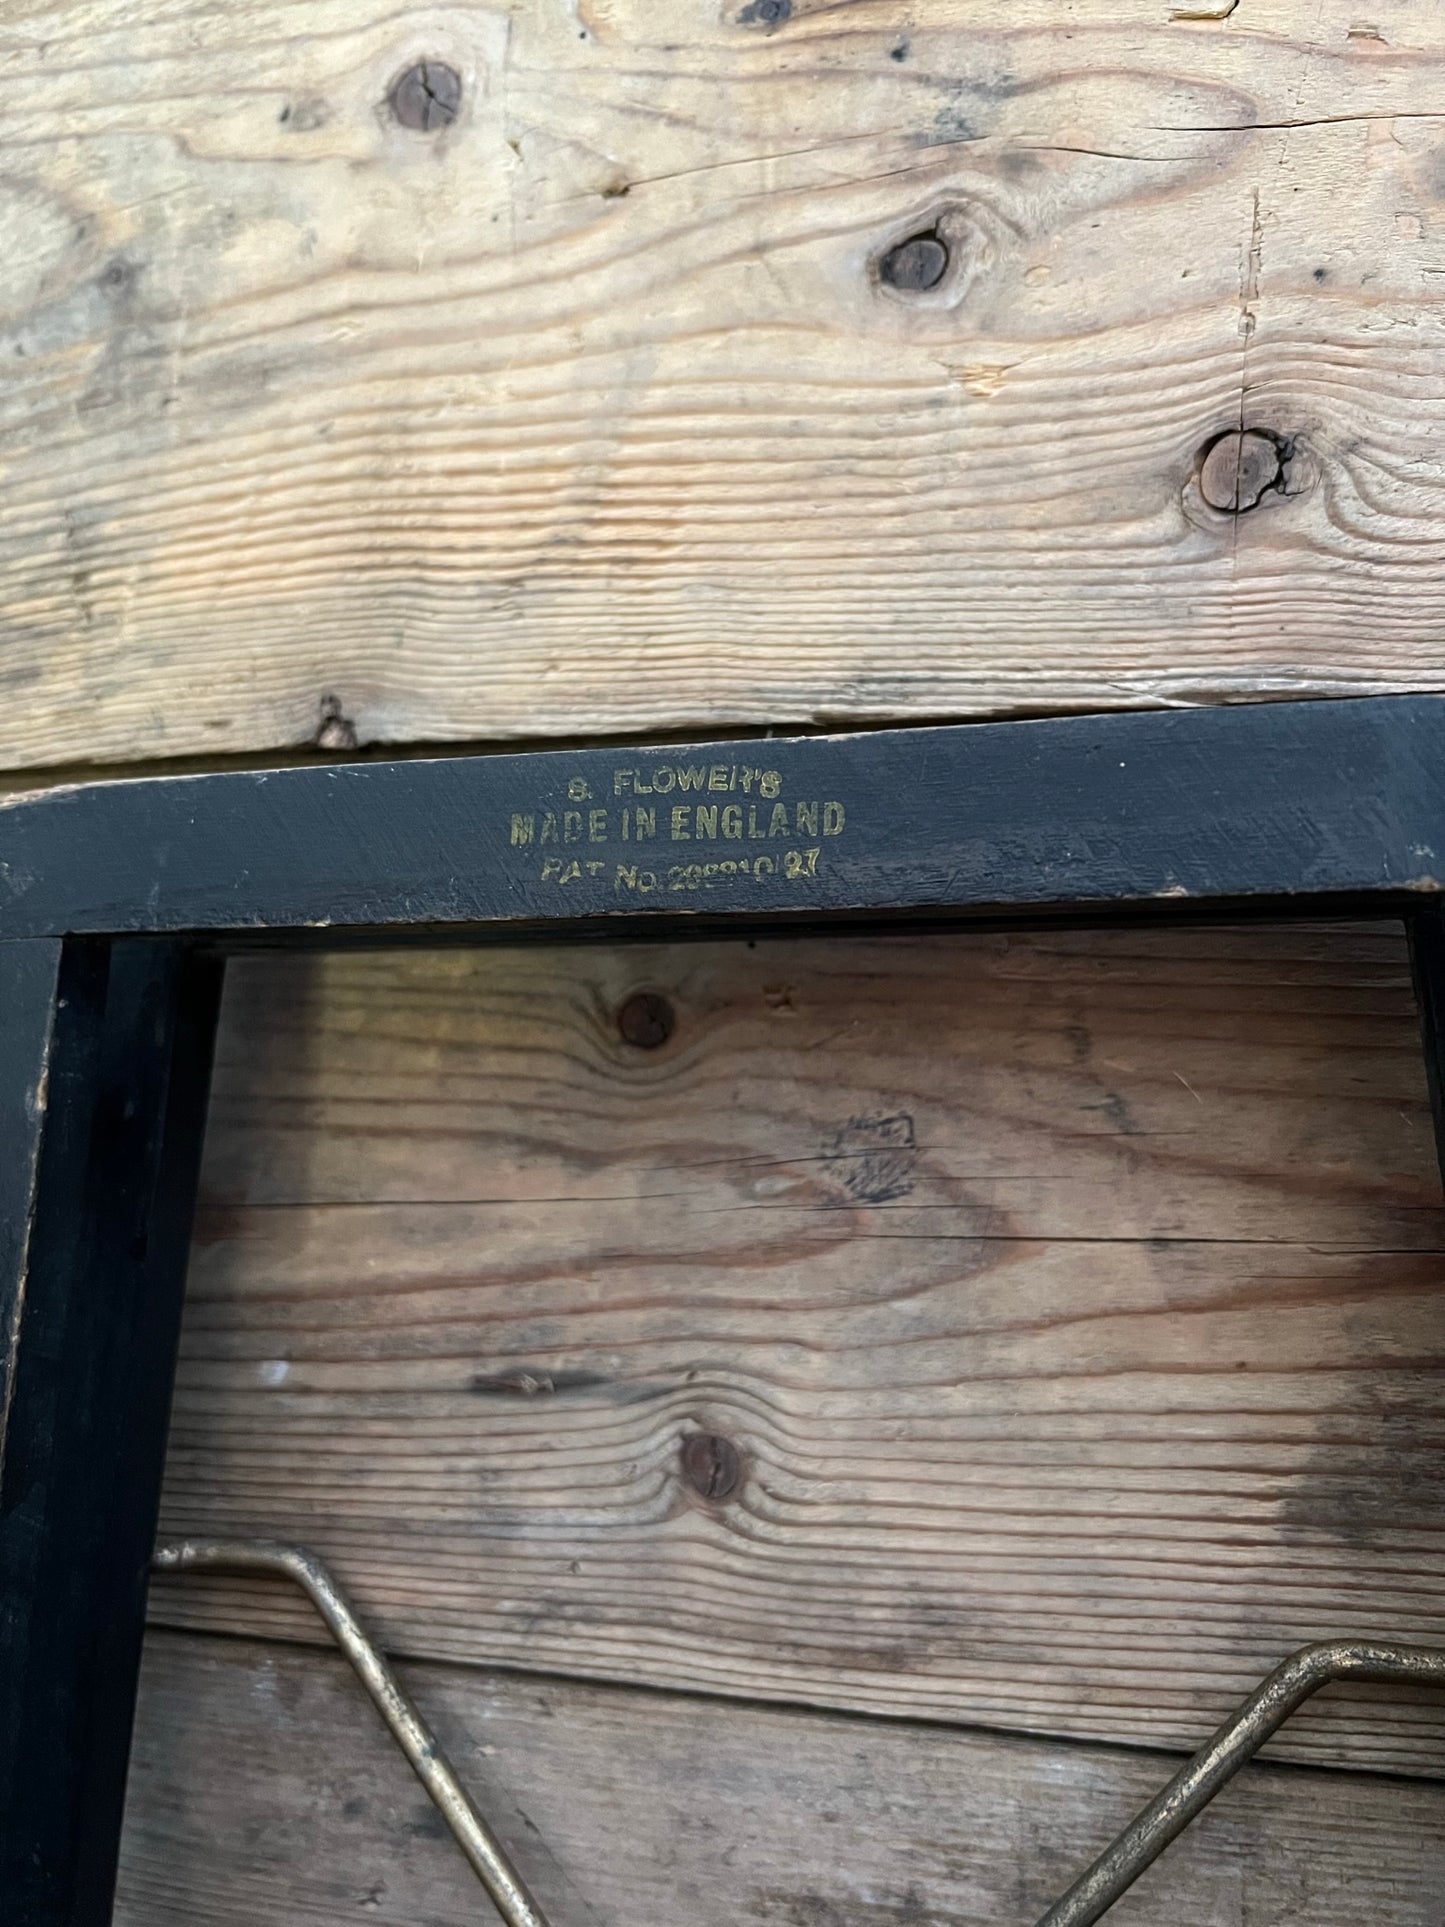 S. FLOWER'S
MADE IN ENGLAND
PAT No.